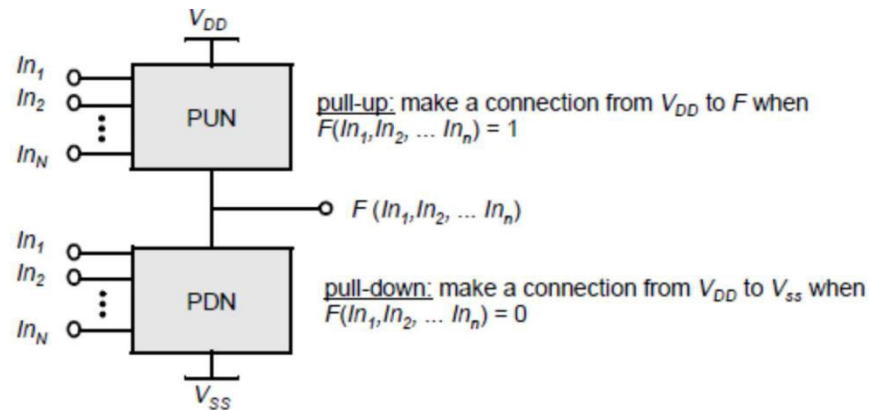 V_DD
In_1
In_2
PUN
In_N
pull-up: make a connection from V_DD to F when
F(In_1,In_2, ... In_n) = 1
F (In_1,In_2, ... In_n)
In_1
In_2
PDN
In_N
pull-down: make a connection from V_DD to V_ss when
F(In_1,In_2, ... In_n) = 0
V_SS